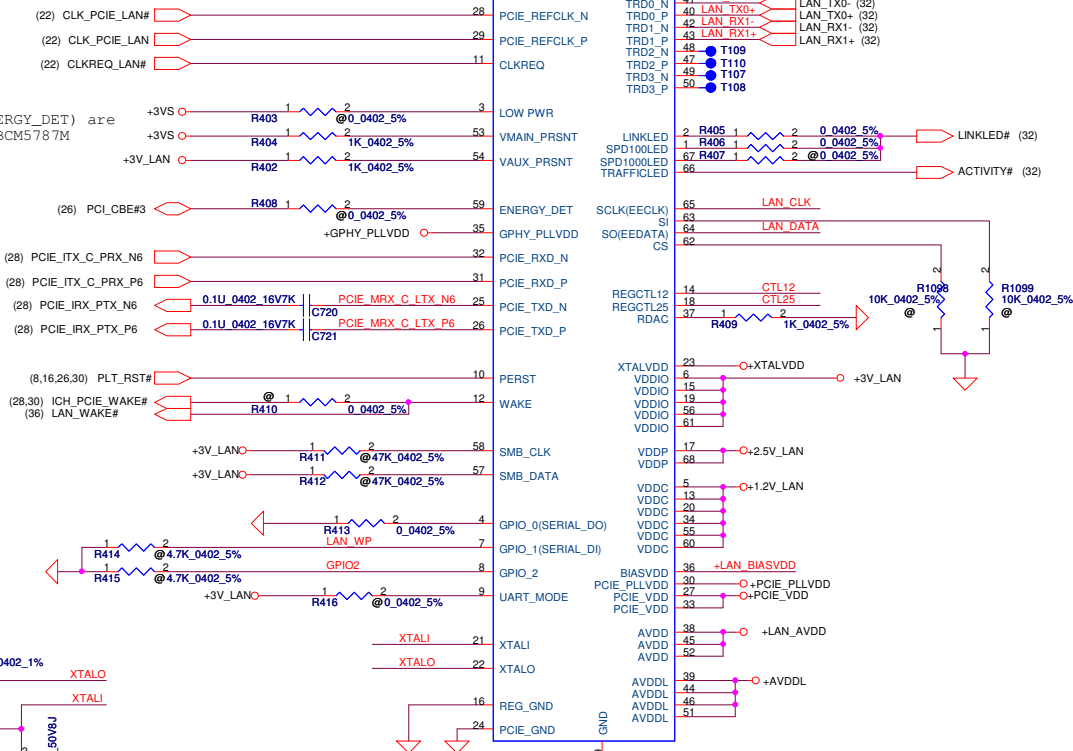 (22) CLK_PCIE_LAN# 28 PCIE_REFCLK_N
(22) CLK_PCIE_LAN 29 PCIE_REFCLK_P
(22) CLKREQ_LAN# 11 CLKREQ
ERGY_DET) are
BCM5787M
+3VS R403 1 2 @0_0402_5% 3 LOW PWR
+3VS R404 1 2 1K_0402_5% 53 VMAIN_PRSNT
+3V_LAN R402 1 2 1K_0402_5% 54 VAUX_PRSNT
(26) PCI_CBE#3 R408 1 2 @0_0402_5% 59 ENERGY_DET
+GPHY_PLLVDD 35 GPHY_PLLVDD
(28) PCIE_ITX_C_PRX_N6 32 PCIE_RXD_N
(28) PCIE_ITX_C_PRX_P6 31 PCIE_RXD_P
(28) PCIE_IRX_PTX_N6 0.1U_0402_16V7K C720 PCIE_MRX_C_LTX_N6 25 PCIE_TXD_N
(28) PCIE_IRX_PTX_P6 0.1U_0402_16V7K C721 PCIE_MRX_C_LTX_P6 26 PCIE_TXD_P
(8,16,26,30) PLT_RST# 10 PERST
(28,30) ICH_PCIE_WAKE# @ R410 0_0402_5% 12 WAKE
(36) LAN_WAKE#
+3V_LAN R411 1 2 @47K_0402_5% 58 SMB_CLK
+3V_LAN R412 1 2 @47K_0402_5% 57 SMB_DATA
R413 1 2 0_0402_5% 4 GPIO_0(SERIAL_DO)
R414 1 2 @4.7K_0402_5% LAN_WP 7 GPIO_1(SERIAL_DI)
R415 1 2 @4.7K_0402_5% GPIO2 8 GPIO_2
+3V_LAN R416 1 2 @0_0402_5% 9 UART_MODE
XTALI 21 XTALI
XTALO 22 XTALO
0402_1%
XTALO
XTALI
_50V8J
16 REG_GND
24 PCIE_GND
GND
TRD0_N LAN_TX0- (32)
TRD0_P 40 LAN_TX0+ LAN_TX0+ (32)
TRD1_N 42 LAN_RX1- LAN_RX1- (32)
TRD1_P 43 LAN_RX1+ LAN_RX1+ (32)
TRD2_N 48 T109
TRD2_P 47 T110
TRD3_N 49 T107
TRD3_P 50 T108
LINKLED 2 R405 1 2 0_0402_5% LINKLED# (32)
SPD100LED 1 R406 1 2 0_0402_5%
SPD1000LED 67 R407 1 2 @0_0402_5%
TRAFFICLED 66 ACTIVITY# (32)
SCLK(EECLK) 65 LAN_CLK
SI 63
SO(EEDATA) 64 LAN_DATA
CS 62
2 R1098 10K_0402_5% @ 1
2 R1099 10K_0402_5% @ 1
REGCTL12 14 CTL12
REGCTL25 18 CTL25
RDAC 37 R409 1 2 1K_0402_5%
XTALVDD 23 +XTALVDD
VDDIO 6 +3V_LAN
VDDIO 15
VDDIO 19
VDDIO 56
VDDIO 61
VDDP 17 +2.5V_LAN
VDDP 68
VDDC 5 +1.2V_LAN
VDDC 13
VDDC 20
VDDC 34
VDDC 55
VDDC 60
BIASVDD 36 +LAN_BIASVDD
PCIE_PLLVDD 30 +PCIE_PLLVDD
PCIE_VDD 27 +PCIE_VDD
PCIE_VDD 33
AVDD 38 +LAN_AVDD
AVDD 45
AVDD 52
AVDDL 39 +AVDDL
AVDDL 44
AVDDL 46
AVDDL 51